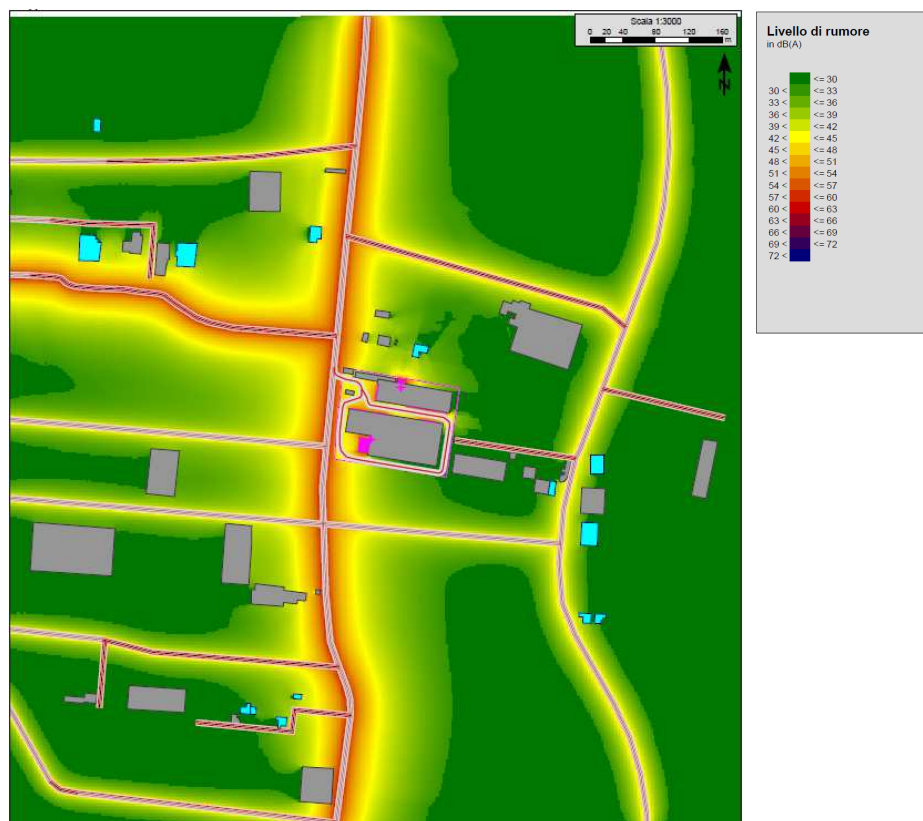 Scala 1:3000
0 20 40 80 120 160
m
N
Livello di rumore
in dB(A)
<= 30
30 < <= 33
33 < <= 36
36 < <= 39
39 < <= 42
42 < <= 45
45 < <= 48
48 < <= 51
51 < <= 54
54 < <= 57
57 < <= 60
60 < <= 63
63 < <= 66
66 < <= 69
69 < <= 72
72 <